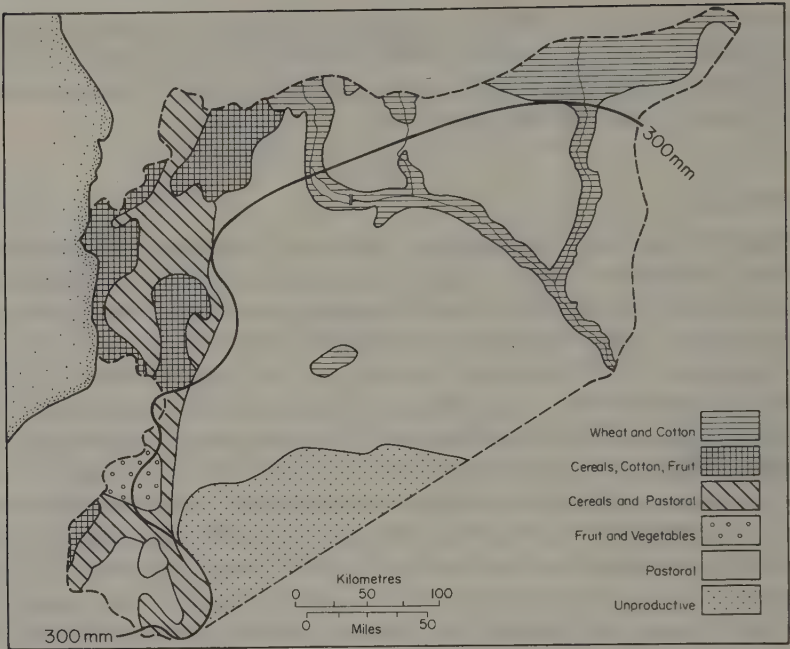 300mm
Wheat and Cotton
Cereals, Cotton, Fruit
Cereals and Pastoral
Fruit and Vegetables
Pastoral
Unproductive
Kilometres
0 50 100
0 50
Miles
300mm